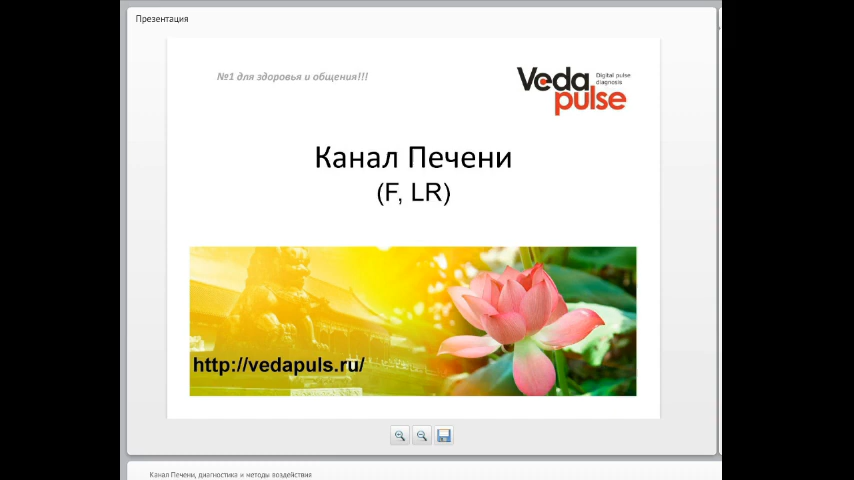 Презентация
№1 для здоровья и общения!!!
Veda
Digital pulse
diagnosis
pulse
Канал Печени
(F, LR)
http://vedapuls.ru/
Канал Печени, диагностика и методы воздействия